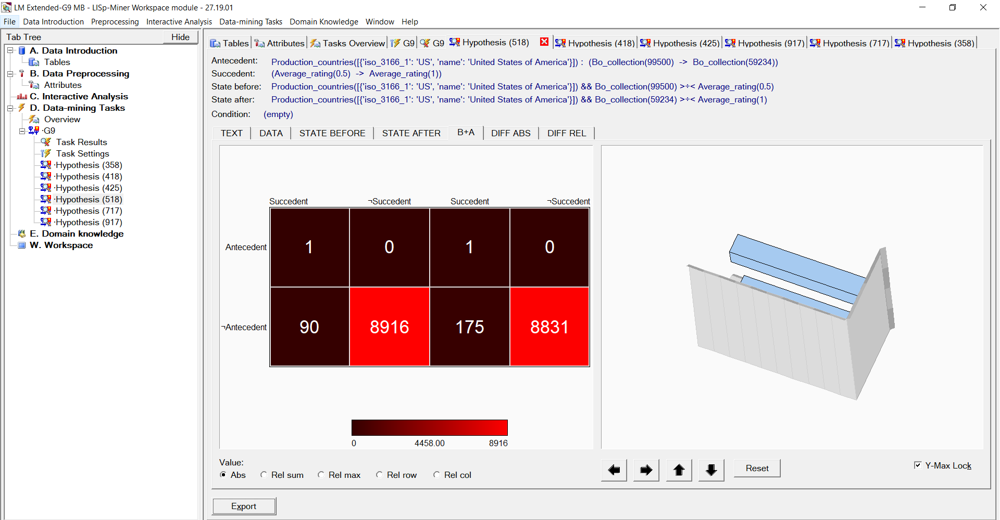 LM Extended-G9 MB - LISp-Miner Workspace module - 27.19.01
File Data Introduction Preprocessing Interactive Analysis Data-mining Tasks Domain Knowledge Window Help
Tab Tree Hide
A. Data Introduction
Tables
B. Data Preprocessing
Attributes
C. Interactive Analysis
D. Data-mining Tasks
Overview
·G9
Task Results
Task Settings
·Hypothesis (358)
·Hypothesis (418)
·Hypothesis (425)
·Hypothesis (518)
·Hypothesis (717)
·Hypothesis (917)
E. Domain knowledge
W. Workspace
Tables Attributes Tasks Overview G9 G9 Hypothesis (518) Hypothesis (418) Hypothesis (425) Hypothesis (917) Hypothesis (717) Hypothesis (358)
Antecedent: Production_countries([{'iso_3166_1': 'US', 'name': 'United States of America'}]) : (Bo_collection(99500) -> Bo_collection(59234))
Succedent: (Average_rating(0.5) -> Average_rating(1))
State before: Production_countries([{'iso_3166_1': 'US', 'name': 'United States of America'}]) && Bo_collection(99500) >÷< Average_rating(0.5)
State after: Production_countries([{'iso_3166_1': 'US', 'name': 'United States of America'}]) && Bo_collection(59234) >÷< Average_rating(1)
Condition: (empty)
TEXT DATA STATE BEFORE STATE AFTER B+A DIFF ABS DIFF REL
Succedent ¬Succedent Succedent ¬Succedent
Antecedent 1 0 1 0
¬Antecedent 90 8916 175 8831
0 4458.00 8916
Value:
Abs Rel sum Rel max Rel row Rel col
Reset
Y-Max Lock
Export